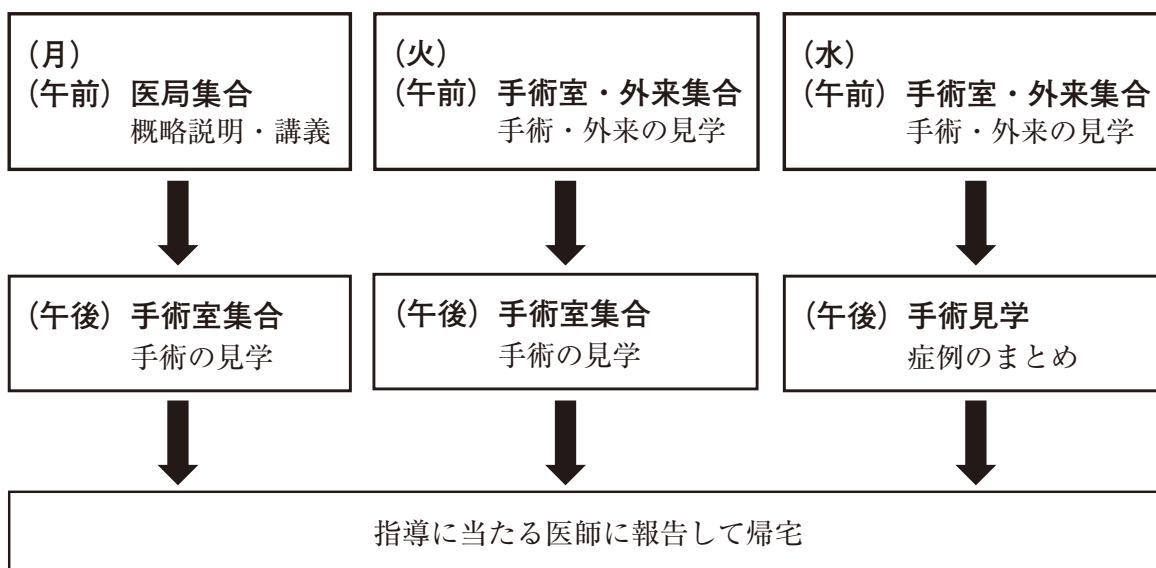 (月)
(午前) 医局集合
概略説明・講義
(午後) 手術室集合
手術の見学
(火)
(午前) 手術室・外来集合
手術・外来の見学
(午後) 手術室集合
手術の見学
(水)
(午前) 手術室・外来集合
手術・外来の見学
(午後) 手術見学
症例のまとめ
指導に当たる医師に報告して帰宅